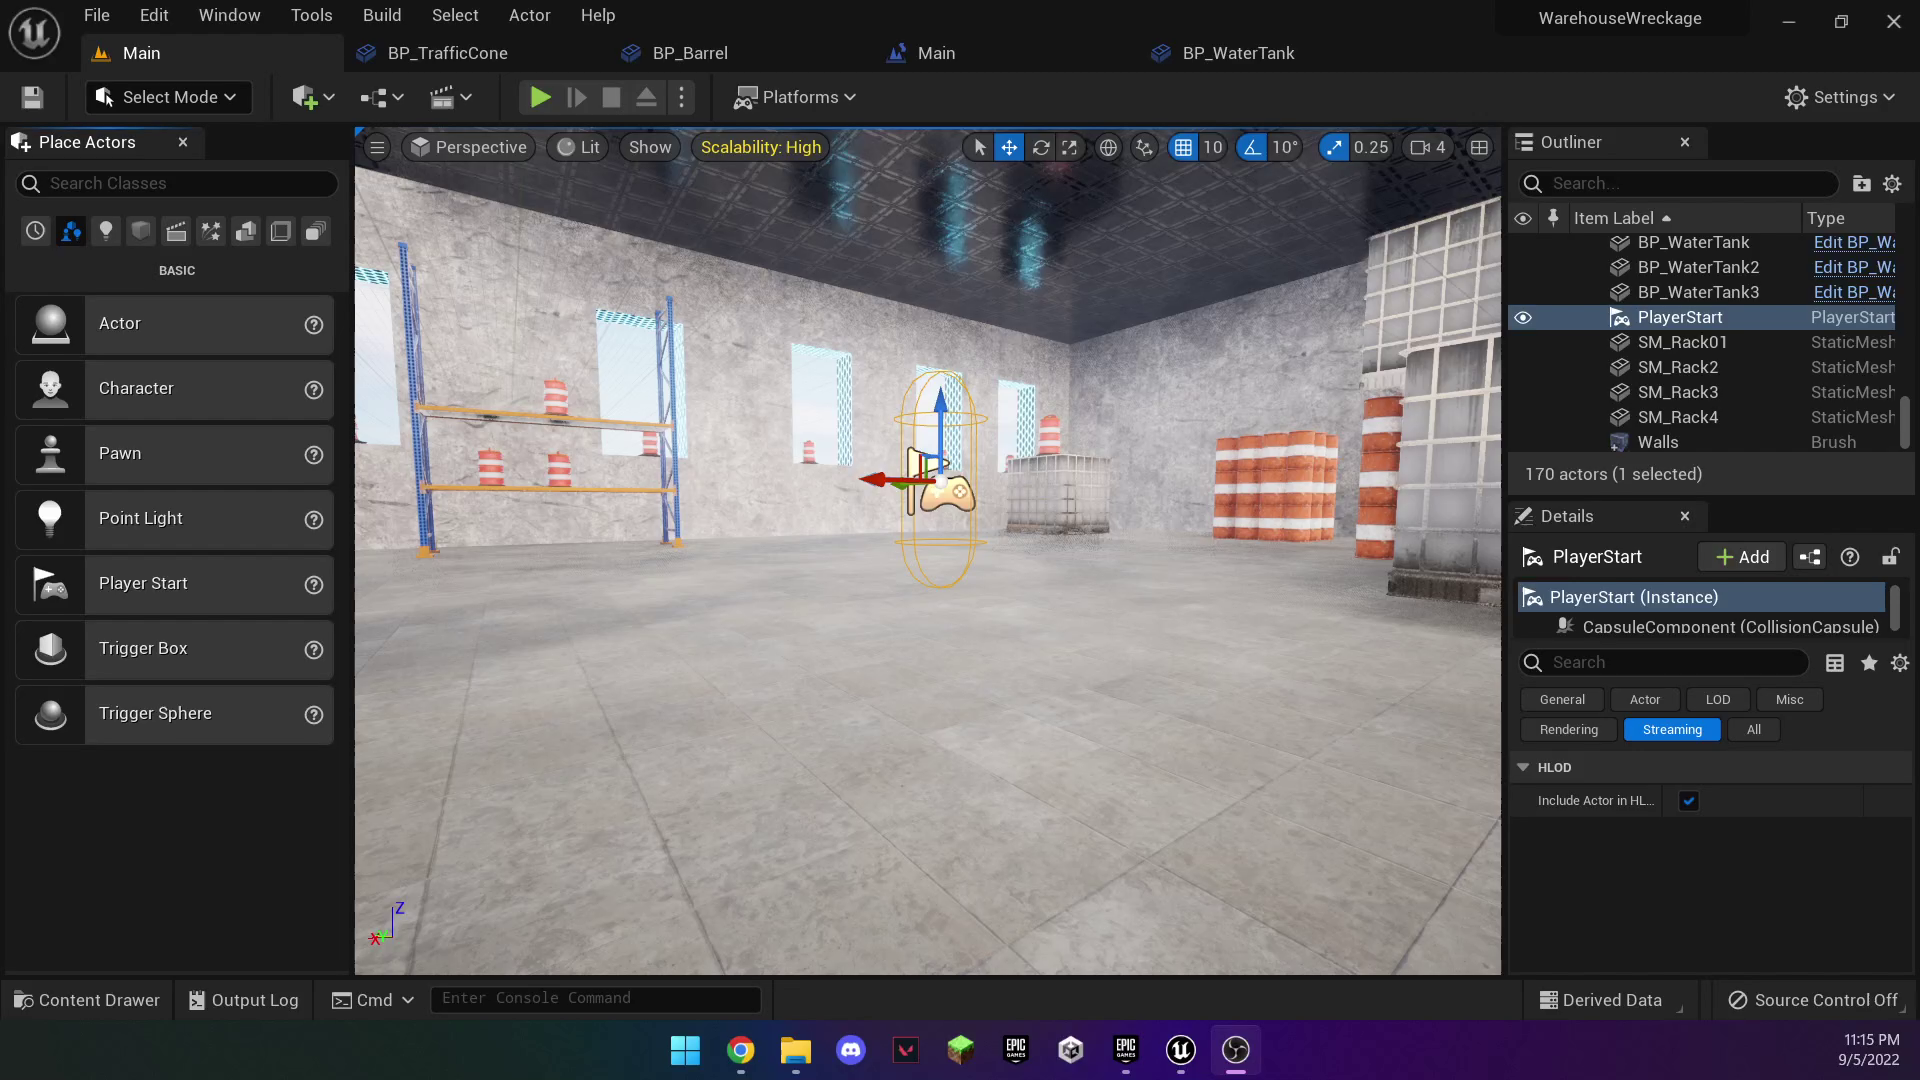 File Edit Window Tools Build Select Actor Help
WarehouseWreckage
Main
BP_TrafficCone
BP_Barrel
Main
BP_WaterTank
Select Mode
Platforms
Settings
Place Actors
Search Classes
BASIC
Actor
Character
Pawn
Point Light
Player Start
Trigger Box
Trigger Sphere
Perspective
Lit
Show
Scalability: High
10
10°
0.25
4
Z
X
Y
Outliner
Search...
Item Label
Type
BP_WaterTank Edit BP_Wa
BP_WaterTank2 Edit BP_Wa
BP_WaterTank3 Edit BP_Wa
PlayerStart PlayerStart
SM_Rack01 StaticMesh
SM_Rack2 StaticMesh
SM_Rack3 StaticMesh
SM_Rack4 StaticMesh
Walls Brush
170 actors (1 selected)
Details
PlayerStart
Add
PlayerStart (Instance)
CapsuleComponent (CollisionCapsule)
Search
General Actor LOD Misc
Rendering Streaming All
HLOD
Include Actor in HL...
Content Drawer
Output Log
Cmd
Enter Console Command
Derived Data
Source Control Off
EPIC GAMES
EPIC GAMES
11:15 PM
9/5/2022